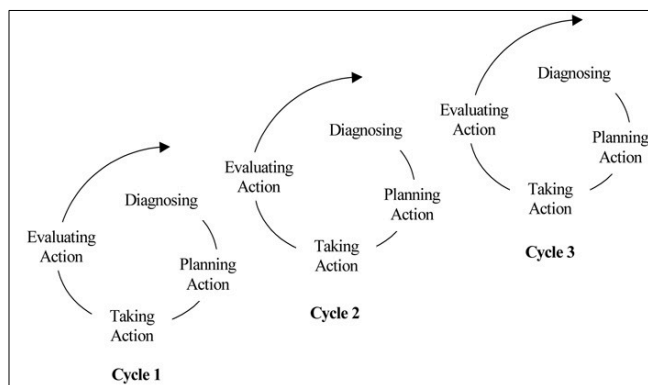 Diagnosing
Planning
Action
Taking
Action
Evaluating
Action
Cycle 1
Diagnosing
Planning
Action
Taking
Action
Evaluating
Action
Cycle 2
Diagnosing
Planning
Action
Taking
Action
Evaluating
Action
Cycle 3